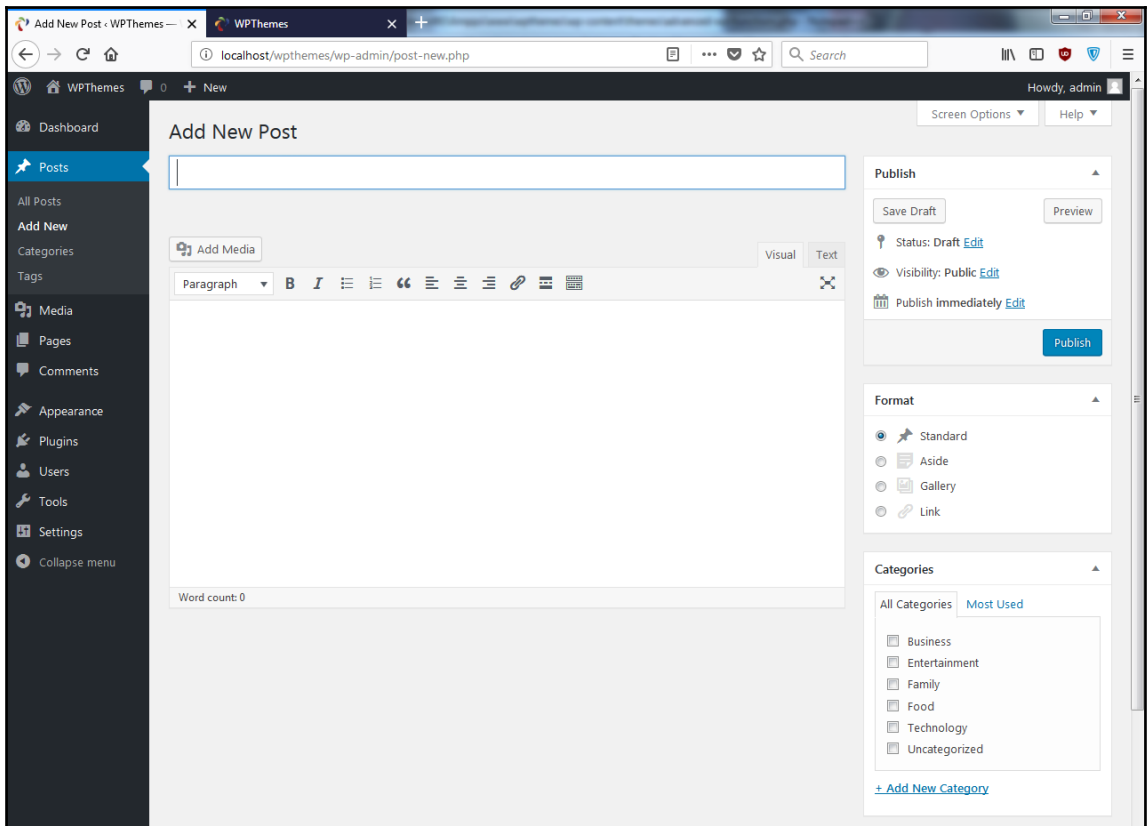 Add New Post ‹ WPThemes —
WPThemes
localhost/wpthemes/wp-admin/post-new.php
Search
WPThemes
0
+ New
Howdy, admin
Screen Options ▼
Help ▼
Dashboard
Posts
All Posts
Add New
Categories
Tags
Media
Pages
Comments
Appearance
Plugins
Users
Tools
Settings
Collapse menu
Add New Post
Add Media
Visual
Text
Paragraph
B
I
Word count: 0
Publish
Save Draft
Preview
Status: Draft Edit
Visibility: Public Edit
Publish immediately Edit
Publish
Format
Standard
Aside
Gallery
Link
Categories
All Categories
Most Used
Business
Entertainment
Family
Food
Technology
Uncategorized
+ Add New Category